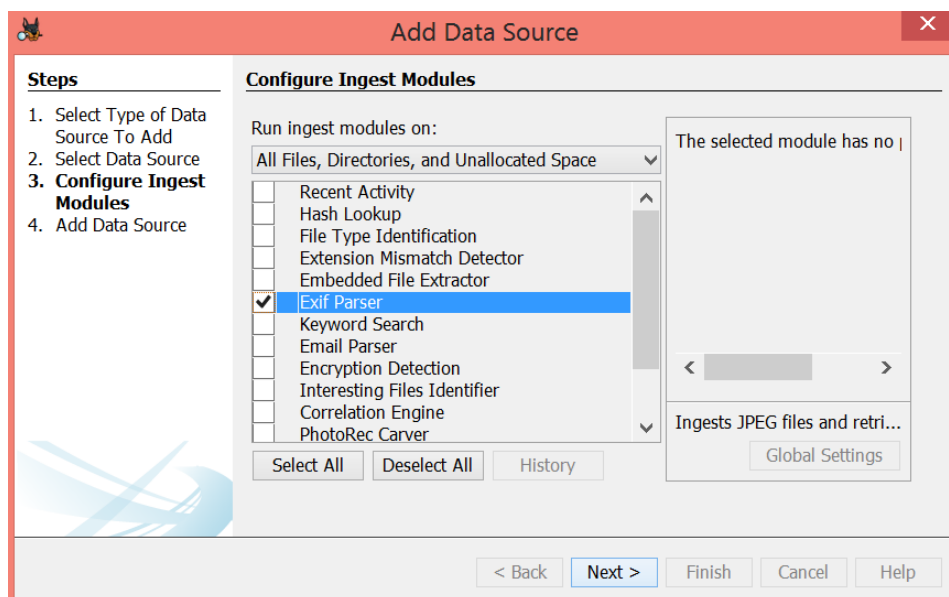 Add Data Source
Steps
1. Select Type of Data
Source To Add
2. Select Data Source
3. Configure Ingest
Modules
4. Add Data Source
Configure Ingest Modules
Run ingest modules on:
All Files, Directories, and Unallocated Space
Recent Activity
Hash Lookup
File Type Identification
Extension Mismatch Detector
Embedded File Extractor
Exif Parser
Keyword Search
Email Parser
Encryption Detection
Interesting Files Identifier
Correlation Engine
PhotoRec Carver
Select All Deselect All History
The selected module has no
Ingests JPEG files and retri...
Global Settings
< Back Next > Finish Cancel Help